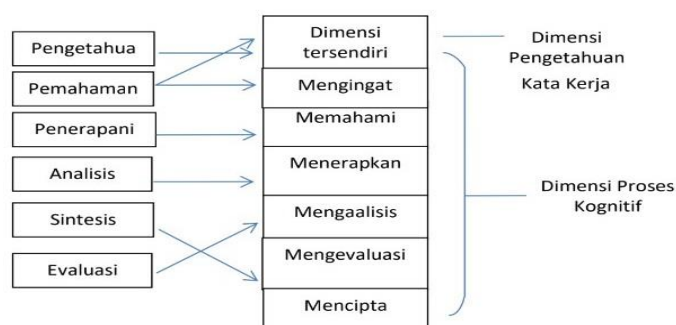 Pengetahua
Pemahaman
Penerapani
Analisis
Sintesis
Evaluasi
Dimensi
tersendiri
Mengingat
Memahami
Menerapkan
Mengaalisis
Mengevaluasi
Mencipta
Dimensi
Pengetahuan
Kata Kerja
Dimensi Proses
Kognitif